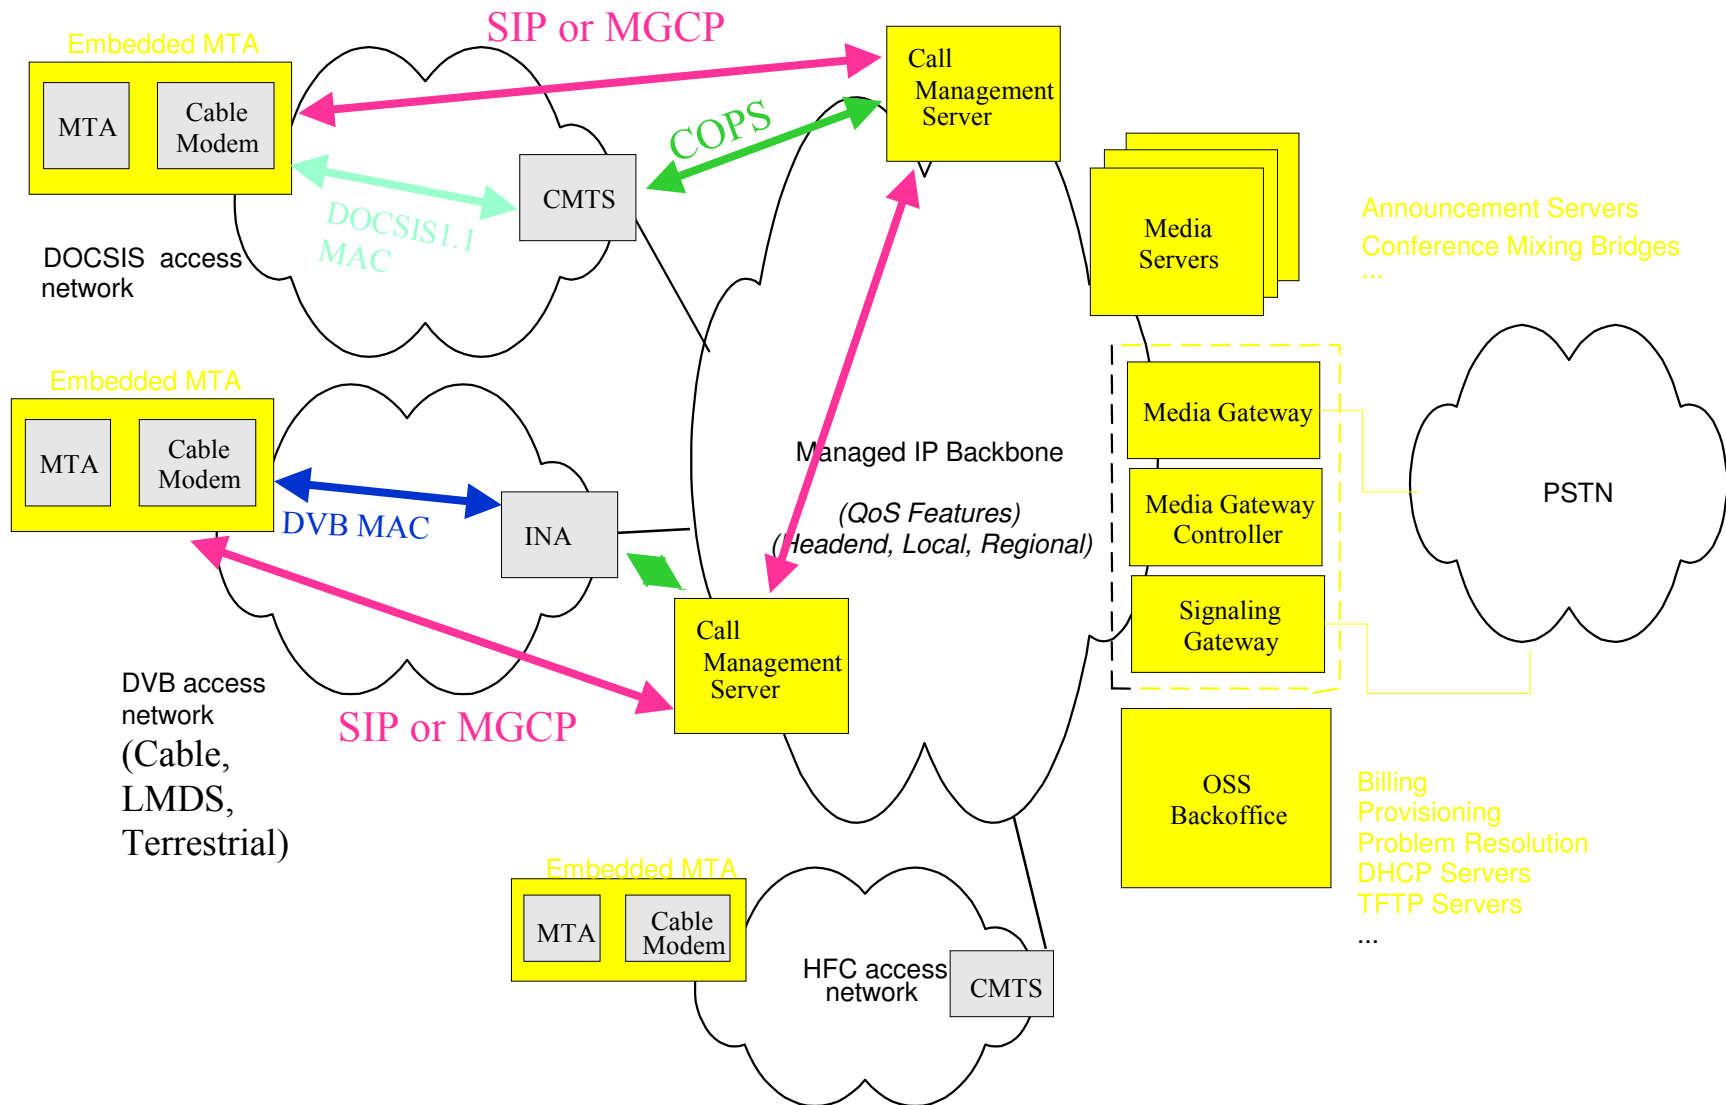 SIP or MGCP
Embedded MTA
MTA
Cable
Modem
Call
Management
Server
COPS
CMTS
DOCSIS1.1
MAC
DOCSIS access
network
Media
Servers
Announcement Servers
Conference Mixing Bridges
...
Embedded MTA
MTA
Cable
Modem
DVB MAC
INA
Managed IP Backbone
(QoS Features)
(Headend, Local, Regional)
Media Gateway
Media Gateway
Controller
Signaling
Gateway
PSTN
Call
Management
Server
SIP or MGCP
DVB access
network
(Cable,
LMDS,
Terrestrial)
OSS
Backoffice
Billing
Provisioning
Problem Resolution
DHCP Servers
TFTP Servers
...
Embedded MTA
MTA
Cable
Modem
HFC access
network
CMTS